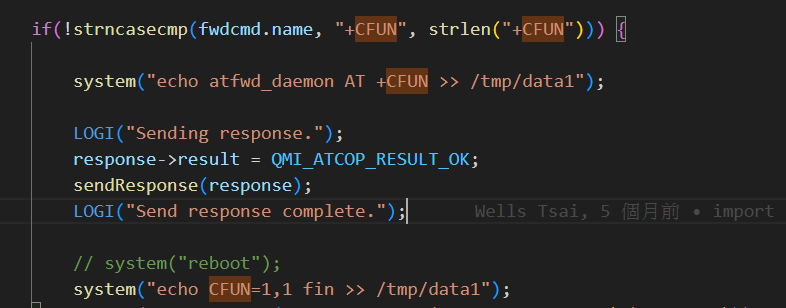 if(!strncasecmp(fwdcmd.name, "+CFUN", strlen("+CFUN"))) {
system("echo atfwd_daemon AT +CFUN >> /tmp/data1");
LOGI("Sending response.");
response->result = QMI_ATCOP_RESULT_OK;
sendResponse(response);
LOGI("Send response complete."); Wells Tsai, 5 個月前 • import
// system("reboot");
system("echo CFUN=1,1 fin >> /tmp/data1");